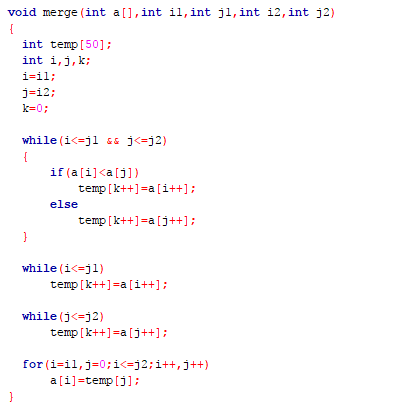 void merge(int a[],int i1,int j1,int i2,int j2)
{
  int temp[50];
  int i,j,k;
  i=i1;
  j=i2;
  k=0;
  while(i<=j1 && j<=j2)
  {
      if(a[i]<a[j])
          temp[k++]=a[i++];
      else
          temp[k++]=a[j++];
  }
  while(i<=j1)
      temp[k++]=a[i++];
  while(j<=j2)
      temp[k++]=a[j++];
  for(i=i1,j=0;i<=j2;i++,j++)
      a[i]=temp[j];
}